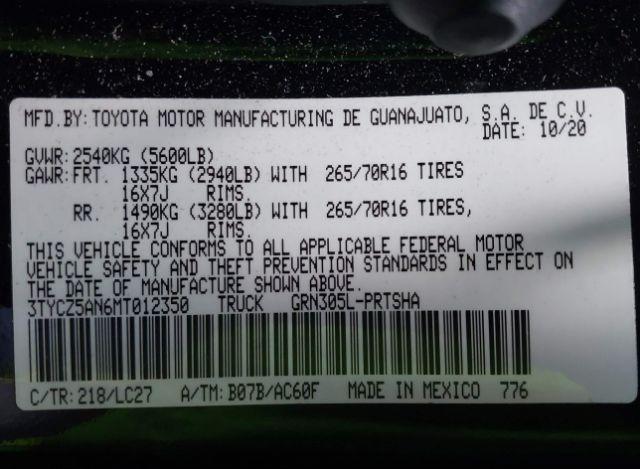 MFD.BY:TOYOTA MOTOR MANUFACTURING DE GUANAJUATO, S.A. DE C.V.
DATE: 10/20
GVWR:2540KG (5600LB)
GAWR:FRT. 1335KG (2940LB) WITH 265/70R16 TIRES
16X7J RIMS.
RR. 1490KG (3280LB) WITH 265/70R16 TIRES,
16X7J RIMS.
THIS VEHICLE CONFORMS TO ALL APPLICABLE FEDERAL MOTOR
VEHICLE SAFETY AND THEFT PREVENTION STANDARDS IN EFFECT ON
THE DATE OF MANUFACTURE SHOWN ABOVE.
3TYCZ5AN6MT012350 TRUCK GRN305L-PRTSHA
C/TR:218/LC27 A/TM:B07B/AC60F MADE IN MEXICO 776